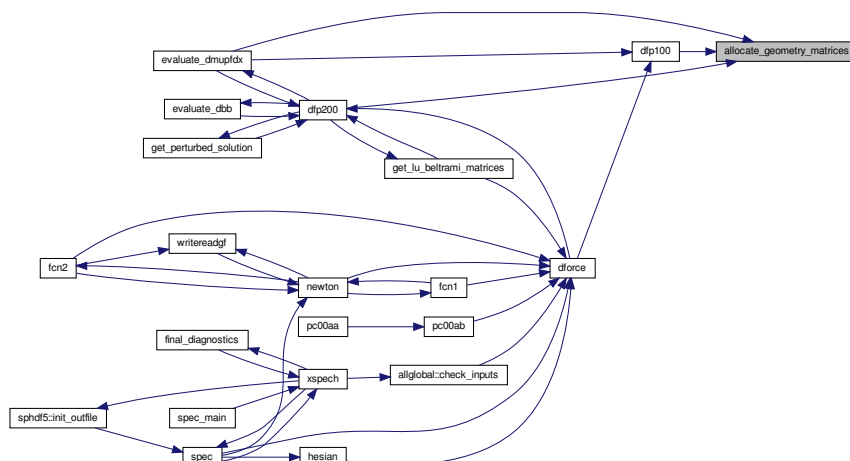 allocate_geometry_matrices
dfp100
evaluate_dmupfdx
evaluate_dbb
dfp200
get_perturbed_solution
get_lu_beltrami_matrices
writereadgf
fcn2
dforce
newton
fcn1
pc00aa
pc00ab
final_diagnostics
xspech
allglobal::check_inputs
sphdf5::init_outfile
spec_main
spec
hesian